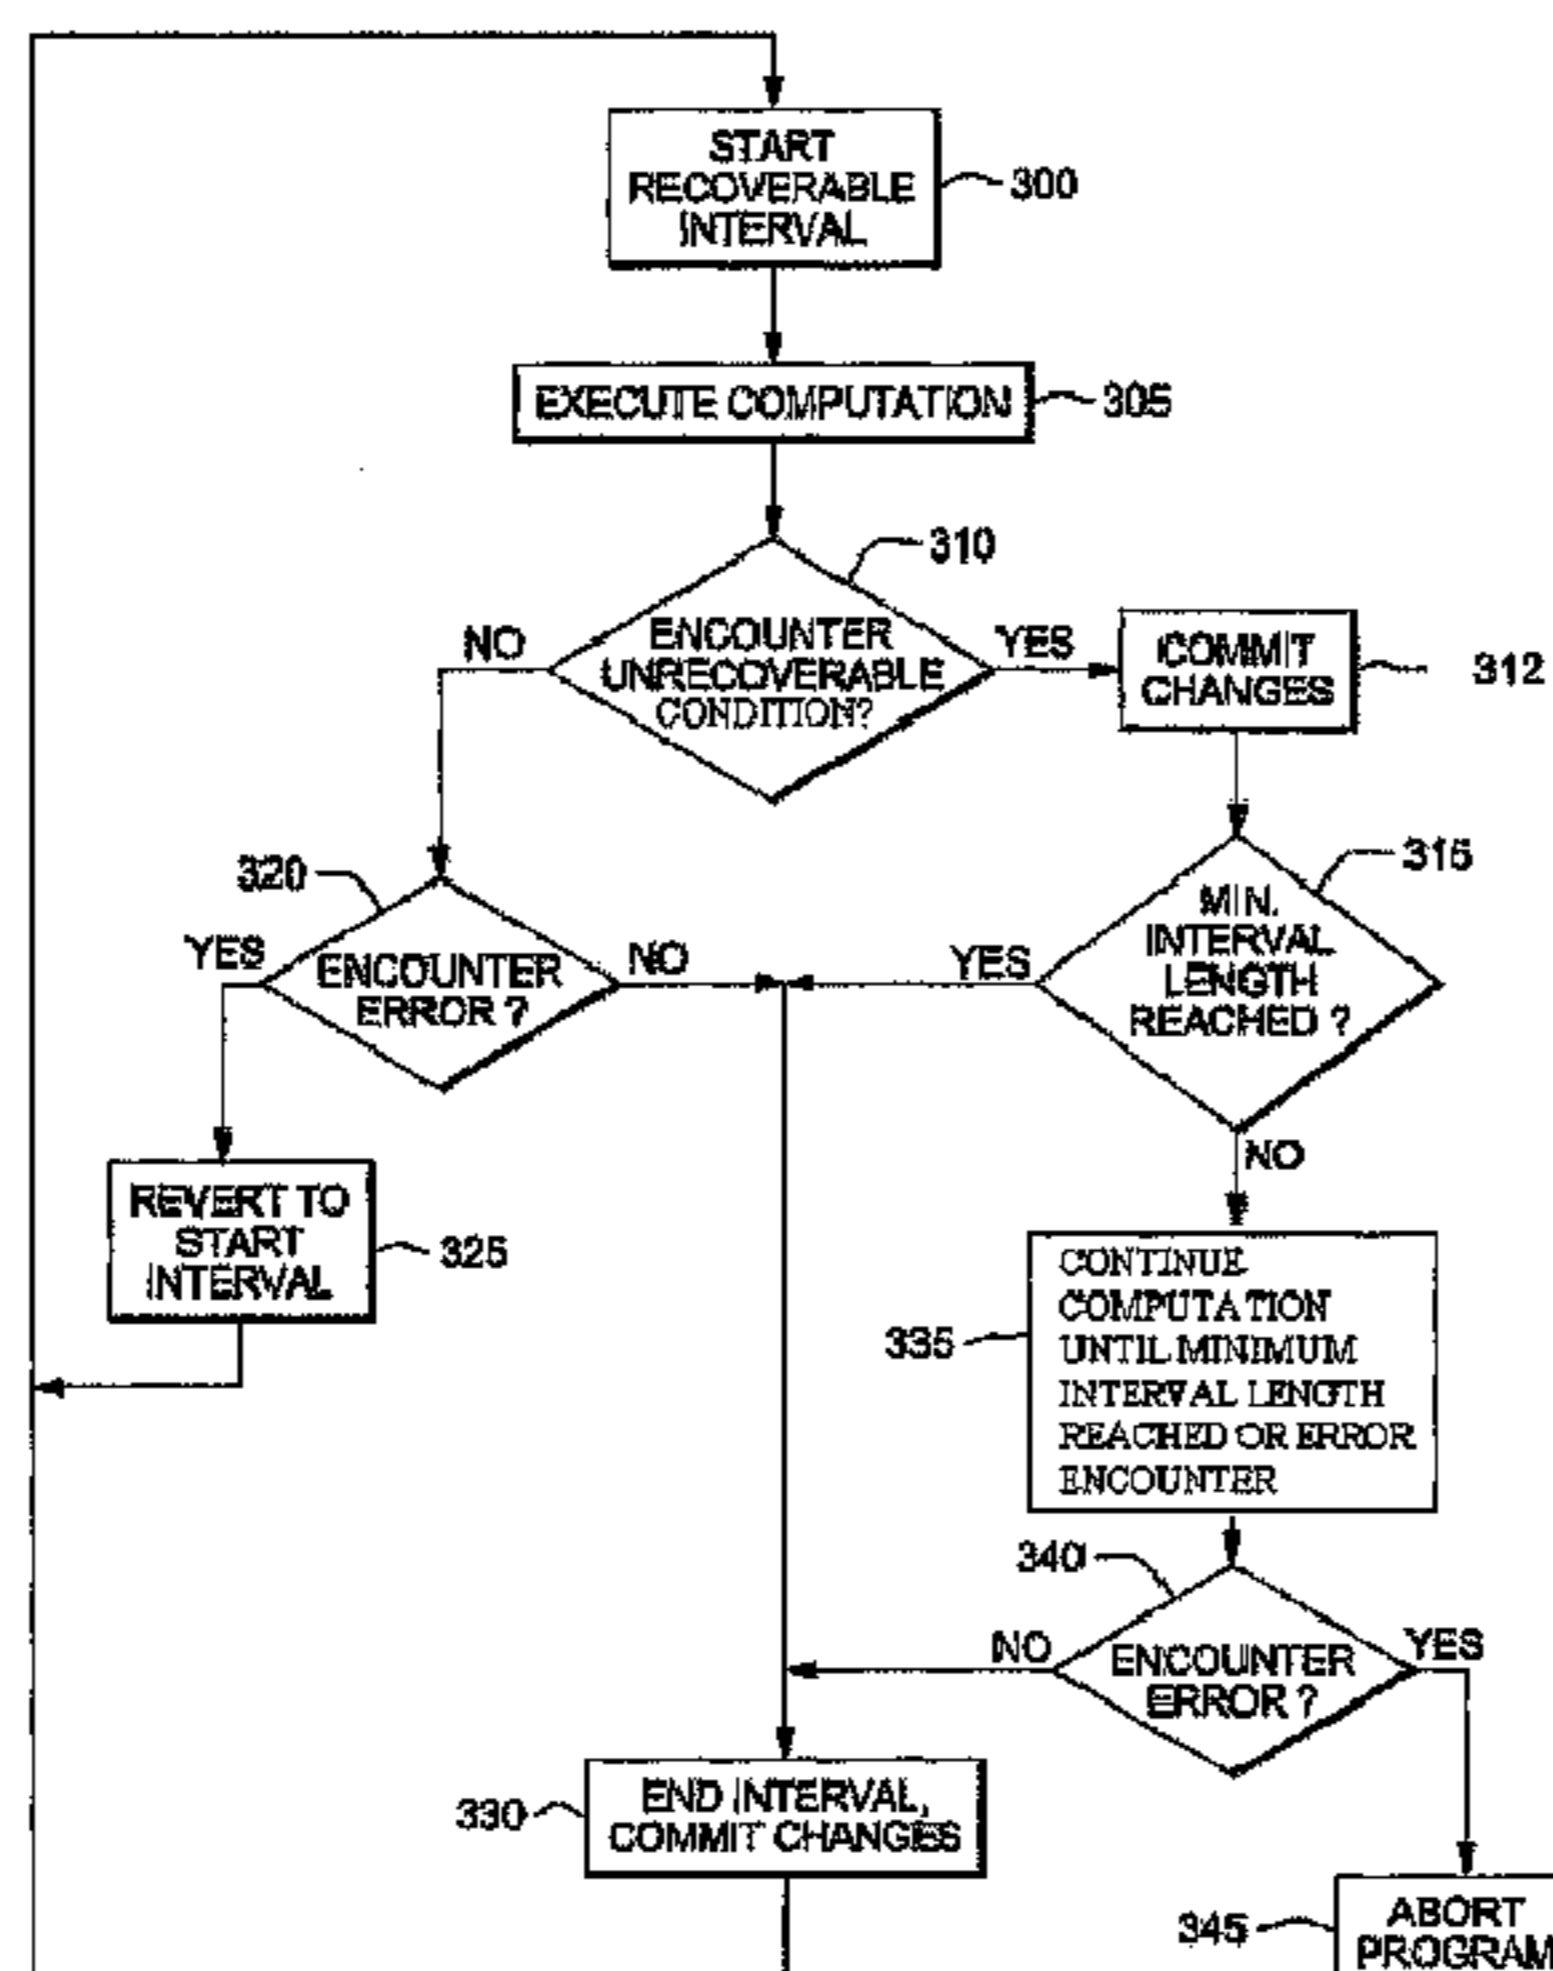 START
RECOVERABLE
INTERVAL
300
EXECUTE COMPUTATION
305
310
NO
ENCOUNTER
UNRECOVERABLE
CONDITION?
YES
COMMIT
CHANGES
312
320
315
YES
ENCOUNTER
ERROR ?
NO
YES
MIN.
INTERVAL
LENGTH
REACHED ?
NO
REVERT TO
START
INTERVAL
325
335
CONTINUE
COMPUTATION
UNTIL MINIMUM
INTERVAL LENGTH
REACHED OR ERROR
ENCOUNTER
340
NO
ENCOUNTER
ERROR ?
YES
330
END INTERVAL,
COMMIT CHANGES
345
ABORT
PROGRAM